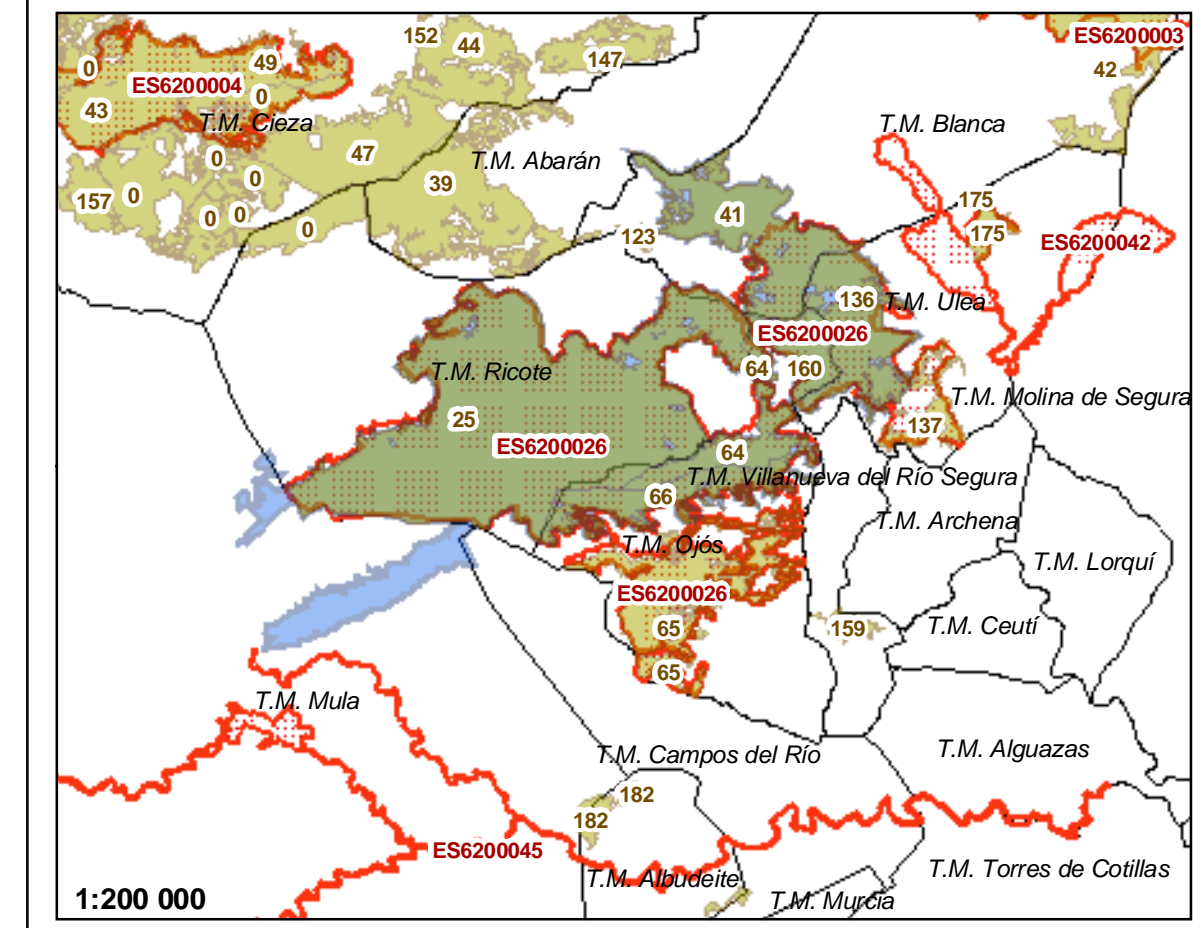 152
44
147
ES6200003
42
0
49
ES6200004
0
43
T.M. Cieza
T.M. Blanca
47
0
T.M. Abarán
39
0
157
0
0
0
0
41
175
175
123
ES6200042
136
T.M. Ulea
ES6200026
64
160
T.M. Ricote
T.M. Molina de Segura
25
137
ES6200026
64
T.M. Villanueva del Río Segura
66
T.M. Archena
T.M. Ojós
T.M. Lorquí
ES6200026
65
159
T.M. Ceutí
65
T.M. Mula
T.M. Campos del Río
T.M. Alguazas
182
182
ES6200045
T.M. Torres de Cotillas
T.M. Albudeite
1:200 000
T.M. Murcia